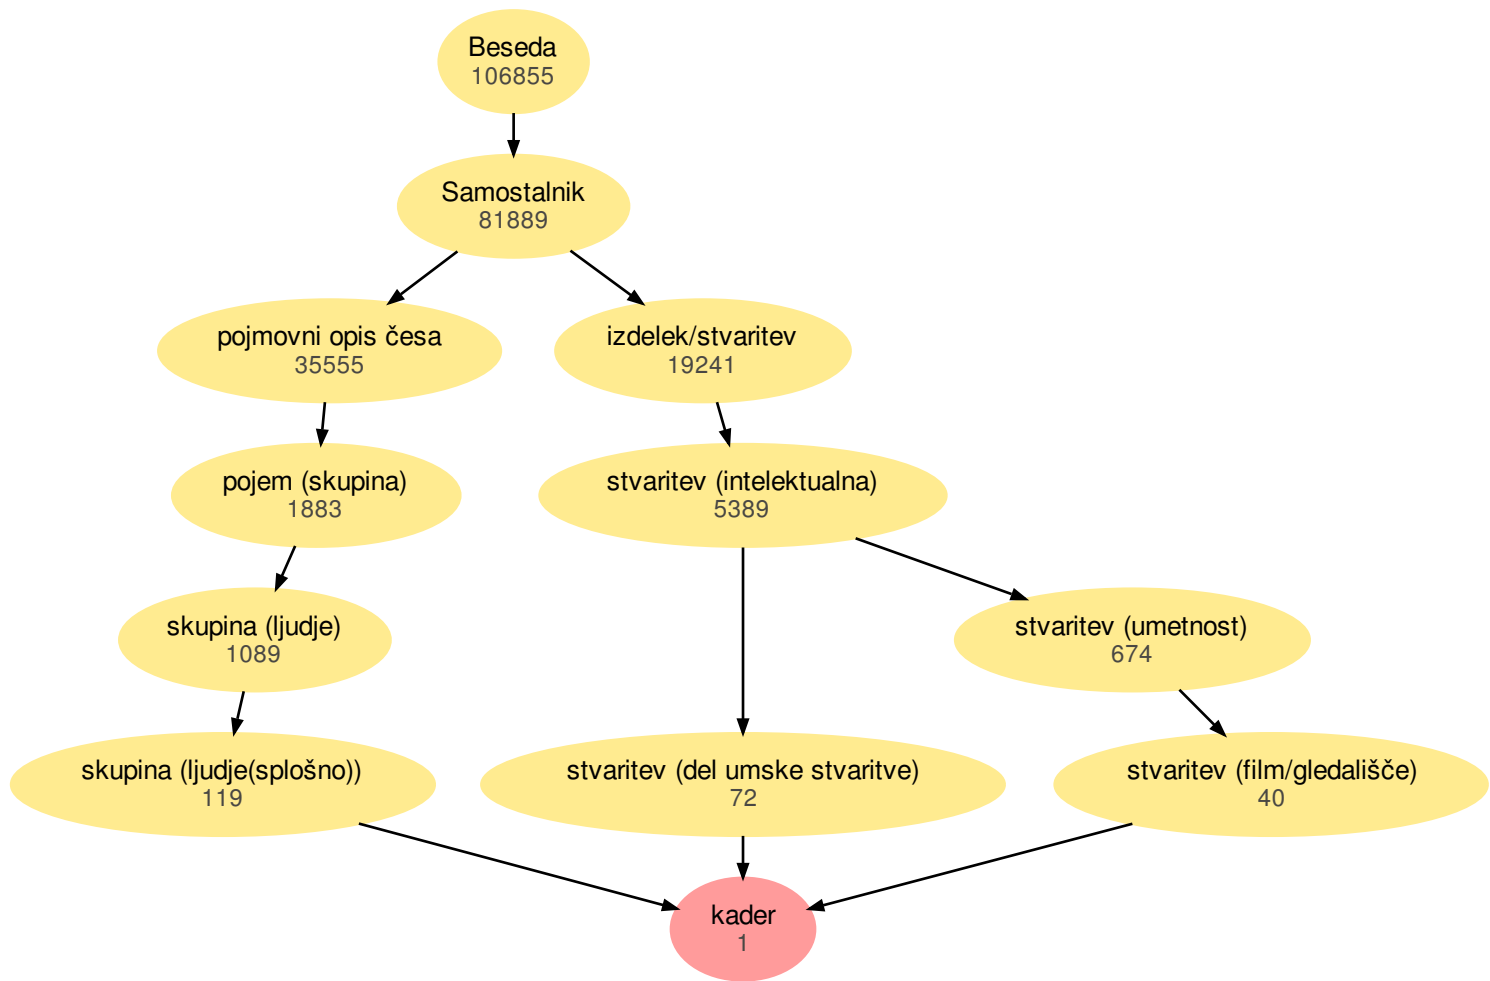 Beseda
106855
Samostalnik
81889
pojmovni opis česa
35555
izdelek/stvaritev
19241
pojem (skupina)
1883
stvaritev (intelektualna)
5389
skupina (ljudje)
1089
stvaritev (umetnost)
674
skupina (ljudje(splošno))
119
stvaritev (del umske stvaritve)
72
stvaritev (film/gledališče)
40
kader
1